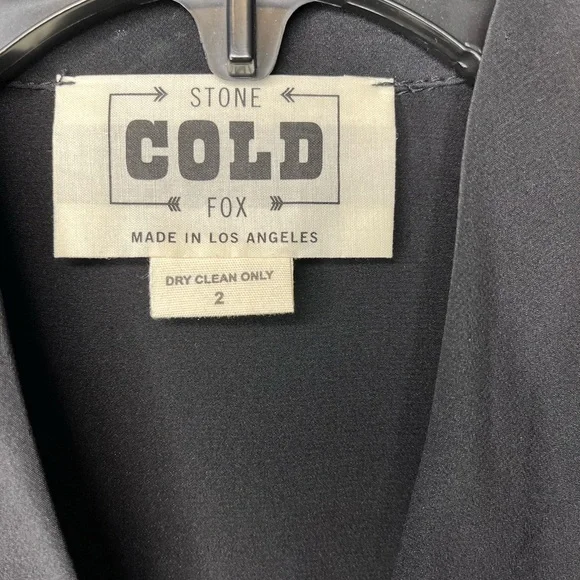 STONE
COLD
FOX
MADE IN LOS ANGELES
DRY CLEAN ONLY
2